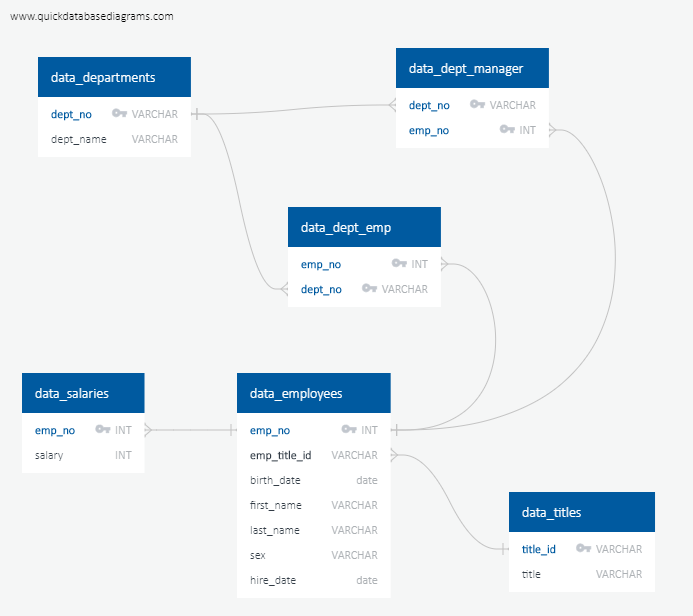 www.quickdatabasediagrams.com
data_departments
dept_no VARCHAR
dept_name VARCHAR
data_dept_manager
dept_no VARCHAR
emp_no INT
data_dept_emp
emp_no INT
dept_no VARCHAR
data_salaries
emp_no INT
salary INT
data_employees
emp_no INT
emp_title_id VARCHAR
birth_date date
first_name VARCHAR
last_name VARCHAR
sex VARCHAR
hire_date date
data_titles
title_id VARCHAR
title VARCHAR